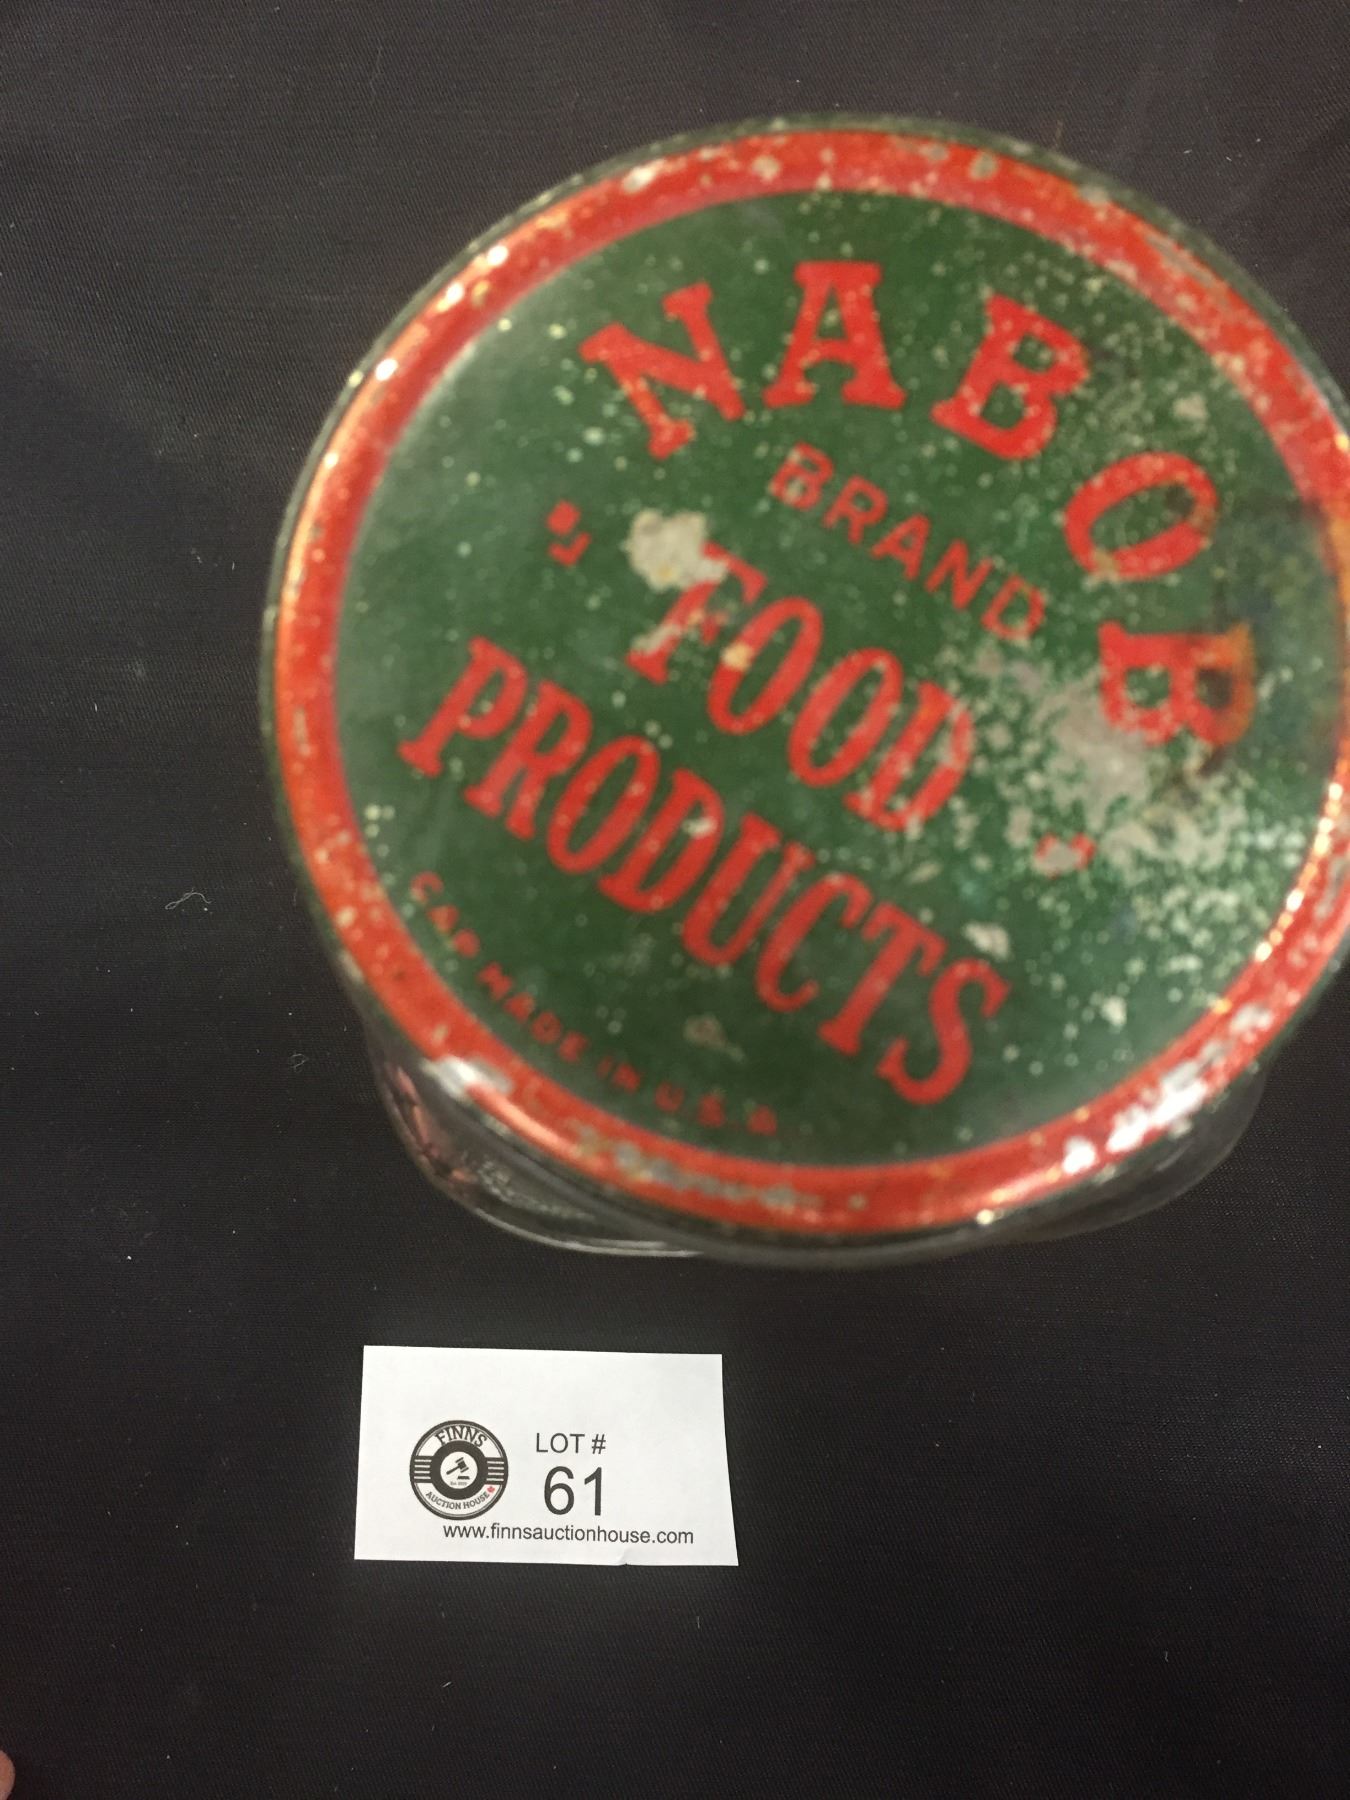 NABOB
BRAND
" FOOD "
PRODUCTS
CAP MADE IN U.S.A.
FINNS
AUCTION HOUSE
LOT #
61
www.finnsauctionhouse.com